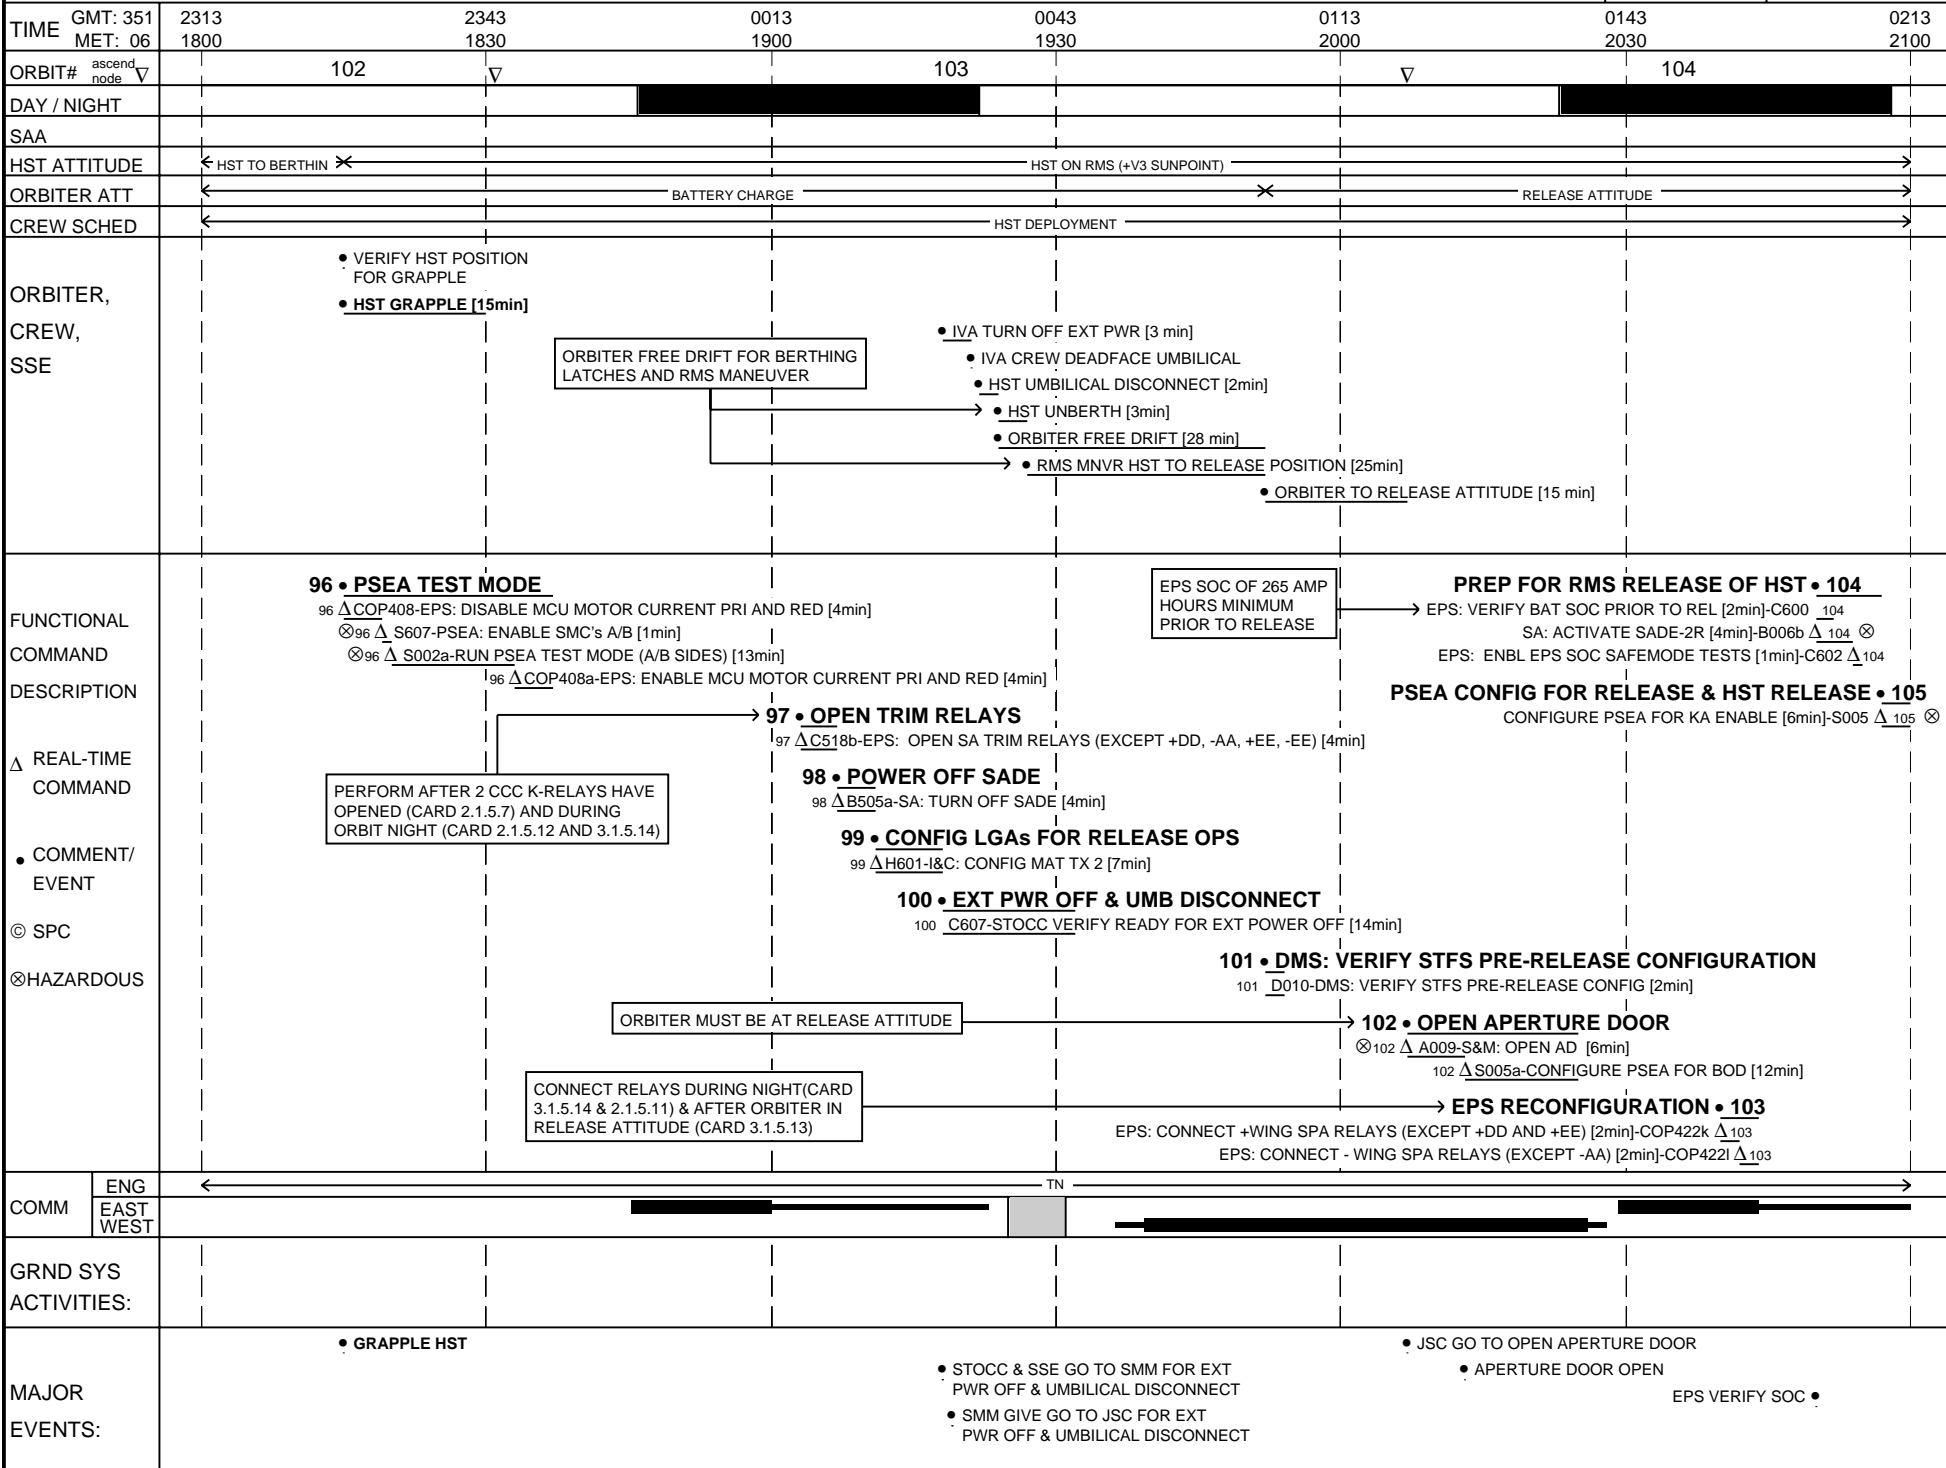 TIME GMT: 351 2313 2343 0013 0043 0113 0143 0213
MET: 06 1800 1830 1900 1930 2000 2030 2100
ORBIT# ascend node ∇ 102 ∇ 103 ∇ 104
DAY / NIGHT
SAA
HST ATTITUDE HST TO BERTHIN HST ON RMS (+V3 SUNPOINT)
ORBITER ATT BATTERY CHARGE RELEASE ATTITUDE
CREW SCHED HST DEPLOYMENT
ORBITER,
CREW,
SSE
• VERIFY HST POSITION
FOR GRAPPLE
• HST GRAPPLE [15min]
ORBITER FREE DRIFT FOR BERTHING
LATCHES AND RMS MANEUVER
• IVA TURN OFF EXT PWR [3 min]
• IVA CREW DEADFACE UMBILICAL
• HST UMBILICAL DISCONNECT [2min]
• HST UNBERTH [3min]
• ORBITER FREE DRIFT [28 min]
• RMS MNVR HST TO RELEASE POSITION [25min]
• ORBITER TO RELEASE ATTITUDE [15 min]
FUNCTIONAL
COMMAND
DESCRIPTION
∆ REAL-TIME
COMMAND
• COMMENT/
EVENT
© SPC
⊗HAZARDOUS
96 • PSEA TEST MODE
96 ∆ COP408-EPS: DISABLE MCU MOTOR CURRENT PRI AND RED [4min]
⊗96 ∆ S607-PSEA: ENABLE SMC's A/B [1min]
⊗96 ∆ S002a-RUN PSEA TEST MODE (A/B SIDES) [13min]
96 ∆ COP408a-EPS: ENABLE MCU MOTOR CURRENT PRI AND RED [4min]
97 • OPEN TRIM RELAYS
97 ∆ C518b-EPS: OPEN SA TRIM RELAYS (EXCEPT +DD, -AA, +EE, -EE) [4min]
PERFORM AFTER 2 CCC K-RELAYS HAVE
OPENED (CARD 2.1.5.7) AND DURING
ORBIT NIGHT (CARD 2.1.5.12 AND 3.1.5.14)
98 • POWER OFF SADE
98 ∆ B505a-SA: TURN OFF SADE [4min]
99 • CONFIG LGAs FOR RELEASE OPS
99 ∆ H601-I&C: CONFIG MAT TX 2 [7min]
100 • EXT PWR OFF & UMB DISCONNECT
100 C607-STOCC VERIFY READY FOR EXT POWER OFF [14min]
101 • DMS: VERIFY STFS PRE-RELEASE CONFIGURATION
101 D010-DMS: VERIFY STFS PRE-RELEASE CONFIG [2min]
ORBITER MUST BE AT RELEASE ATTITUDE
102 • OPEN APERTURE DOOR
⊗102 ∆ A009-S&M: OPEN AD [6min]
102 ∆ S005a-CONFIGURE PSEA FOR BOD [12min]
CONNECT RELAYS DURING NIGHT(CARD
3.1.5.14 & 2.1.5.11) & AFTER ORBITER IN
RELEASE ATTITUDE (CARD 3.1.5.13)
EPS RECONFIGURATION • 103
EPS: CONNECT +WING SPA RELAYS (EXCEPT +DD AND +EE) [2min]-COP422k ∆ 103
EPS: CONNECT - WING SPA RELAYS (EXCEPT -AA) [2min]-COP422l ∆ 103
EPS SOC OF 265 AMP
HOURS MINIMUM
PRIOR TO RELEASE
PREP FOR RMS RELEASE OF HST • 104
EPS: VERIFY BAT SOC PRIOR TO REL [2min]-C600 104
SA: ACTIVATE SADE-2R [4min]-B006b ∆ 104 ⊗
EPS: ENBL EPS SOC SAFEMODE TESTS [1min]-C602 ∆ 104
PSEA CONFIG FOR RELEASE & HST RELEASE • 105
CONFIGURE PSEA FOR KA ENABLE [6min]-S005 ∆ 105 ⊗
COMM ENG TN
EAST
WEST
GRND SYS
ACTIVITIES:
MAJOR
EVENTS:
• GRAPPLE HST
• STOCC & SSE GO TO SMM FOR EXT
PWR OFF & UMBILICAL DISCONNECT
• SMM GIVE GO TO JSC FOR EXT
PWR OFF & UMBILICAL DISCONNECT
• JSC GO TO OPEN APERTURE DOOR
• APERTURE DOOR OPEN
EPS VERIFY SOC •